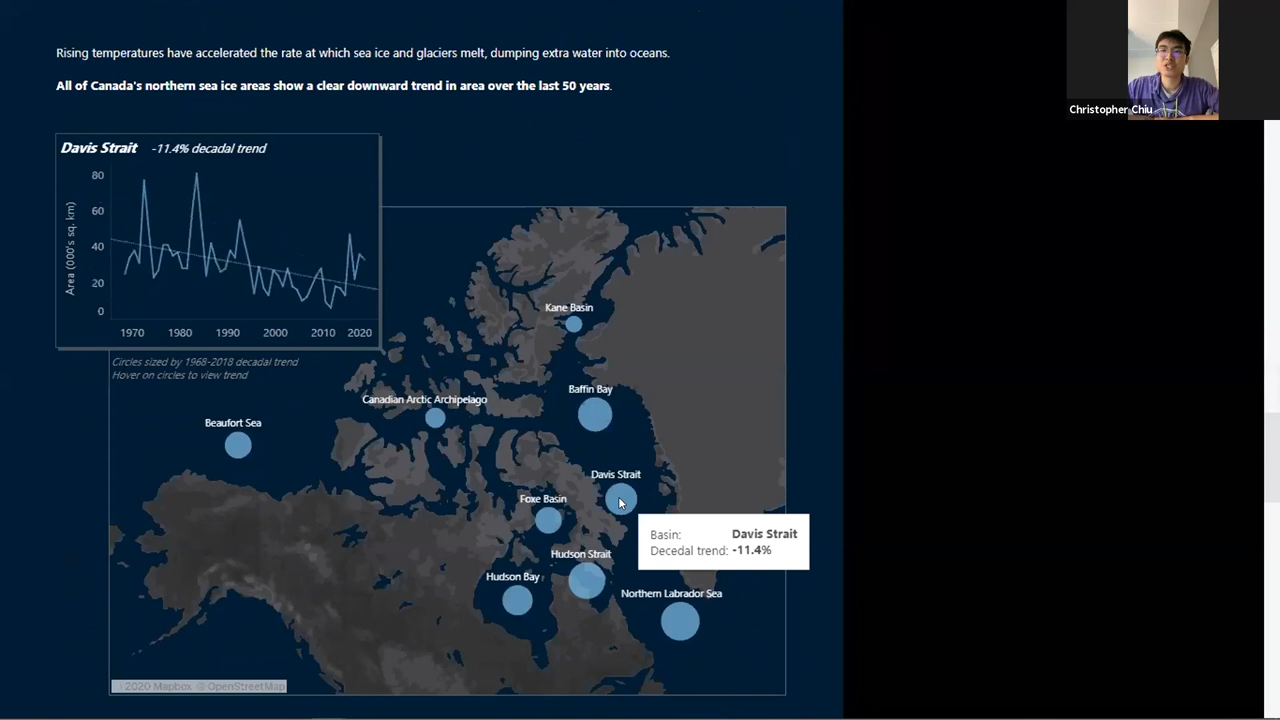 Rising temperatures have accelerated the rate at which sea ice and glaciers melt, dumping extra water into oceans.
All of Canada's northern sea ice areas show a clear downward trend in area over the last 50 years.
Christopher Chiu
Davis Strait -11.4% decadal trend
Area (000's sq. km)
80
60
40
20
0
1970 1980 1990 2000 2010 2020
Circles sized by 1968-2018 decadal trend
Hover on circles to view trend
Kane Basin
Baffin Bay
Canadian Arctic Archipelago
Beaufort Sea
Davis Strait
Foxe Basin
Basin: Davis Strait
Decedal trend: -11.4%
Hudson Strait
Hudson Bay
Northern Labrador Sea
2020 Mapbox © OpenStreetMap